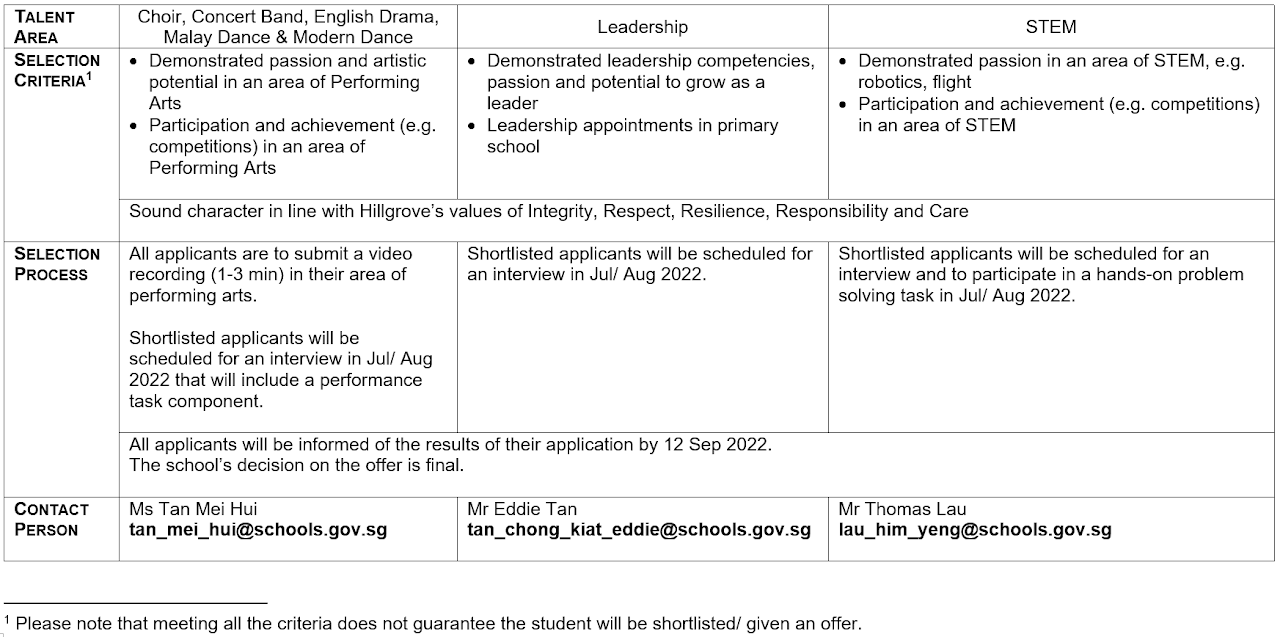 TALENT AREA
Choir, Concert Band, English Drama,
Malay Dance & Modern Dance
Leadership
STEM
SELECTION CRITERIA¹
• Demonstrated passion and artistic
potential in an area of Performing
Arts
• Participation and achievement (e.g.
competitions) in an area of
Performing Arts
• Demonstrated leadership competencies,
passion and potential to grow as a
leader
• Leadership appointments in primary
school
• Demonstrated passion in an area of STEM, e.g.
robotics, flight
• Participation and achievement (e.g. competitions)
in an area of STEM
Sound character in line with Hillgrove's values of Integrity, Respect, Resilience, Responsibility and Care
SELECTION
PROCESS
All applicants are to submit a video
recording (1-3 min) in their area of
performing arts.
Shortlisted applicants will be
scheduled for an interview in Jul/ Aug
2022 that will include a performance
task component.
Shortlisted applicants will be scheduled for
an interview in Jul/ Aug 2022.
Shortlisted applicants will be scheduled for an
interview and to participate in a hands-on problem
solving task in Jul/ Aug 2022.
All applicants will be informed of the results of their application by 12 Sep 2022.
The school's decision on the offer is final.
CONTACT
PERSON
Ms Tan Mei Hui
tan_mei_hui@schools.gov.sg
Mr Eddie Tan
tan_chong_kiat_eddie@schools.gov.sg
Mr Thomas Lau
lau_him_yeng@schools.gov.sg
¹ Please note that meeting all the criteria does not guarantee the student will be shortlisted/ given an offer.